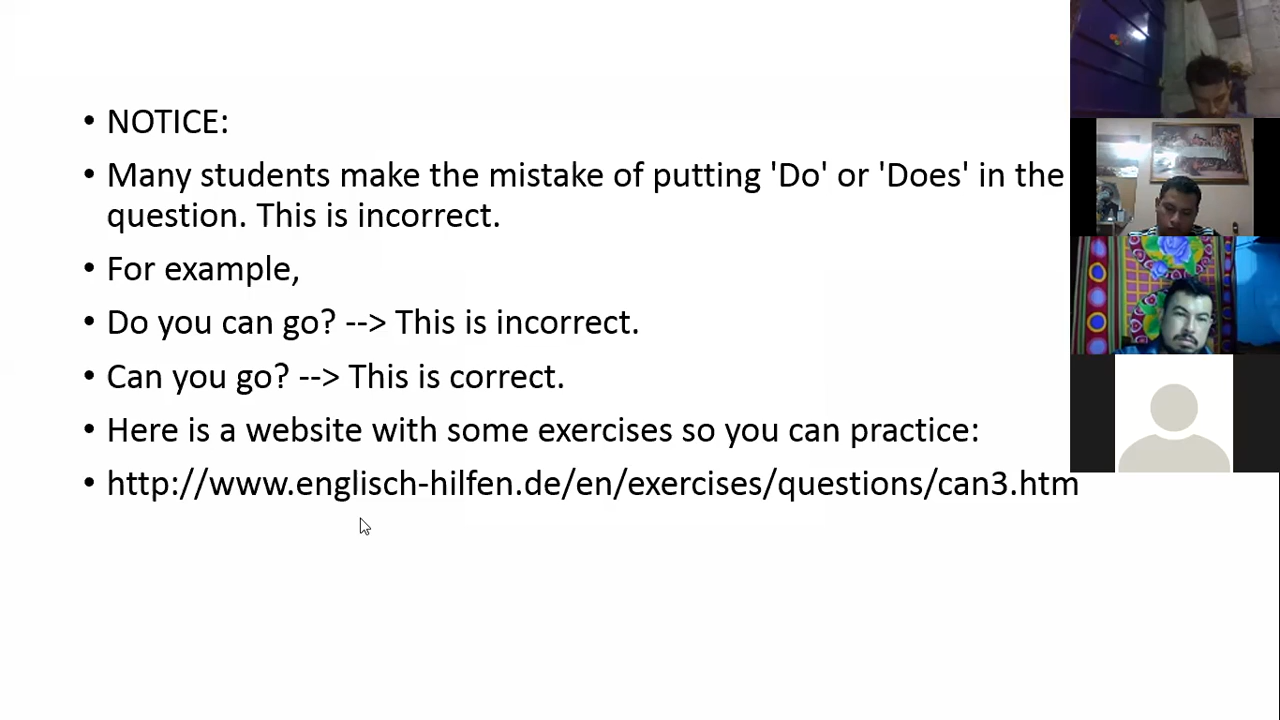 • NOTICE:
• Many students make the mistake of putting 'Do' or 'Does' in the
question. This is incorrect.
• For example,
• Do you can go? --> This is incorrect.
• Can you go? --> This is correct.
• Here is a website with some exercises so you can practice:
• http://www.englisch-hilfen.de/en/exercises/questions/can3.htm